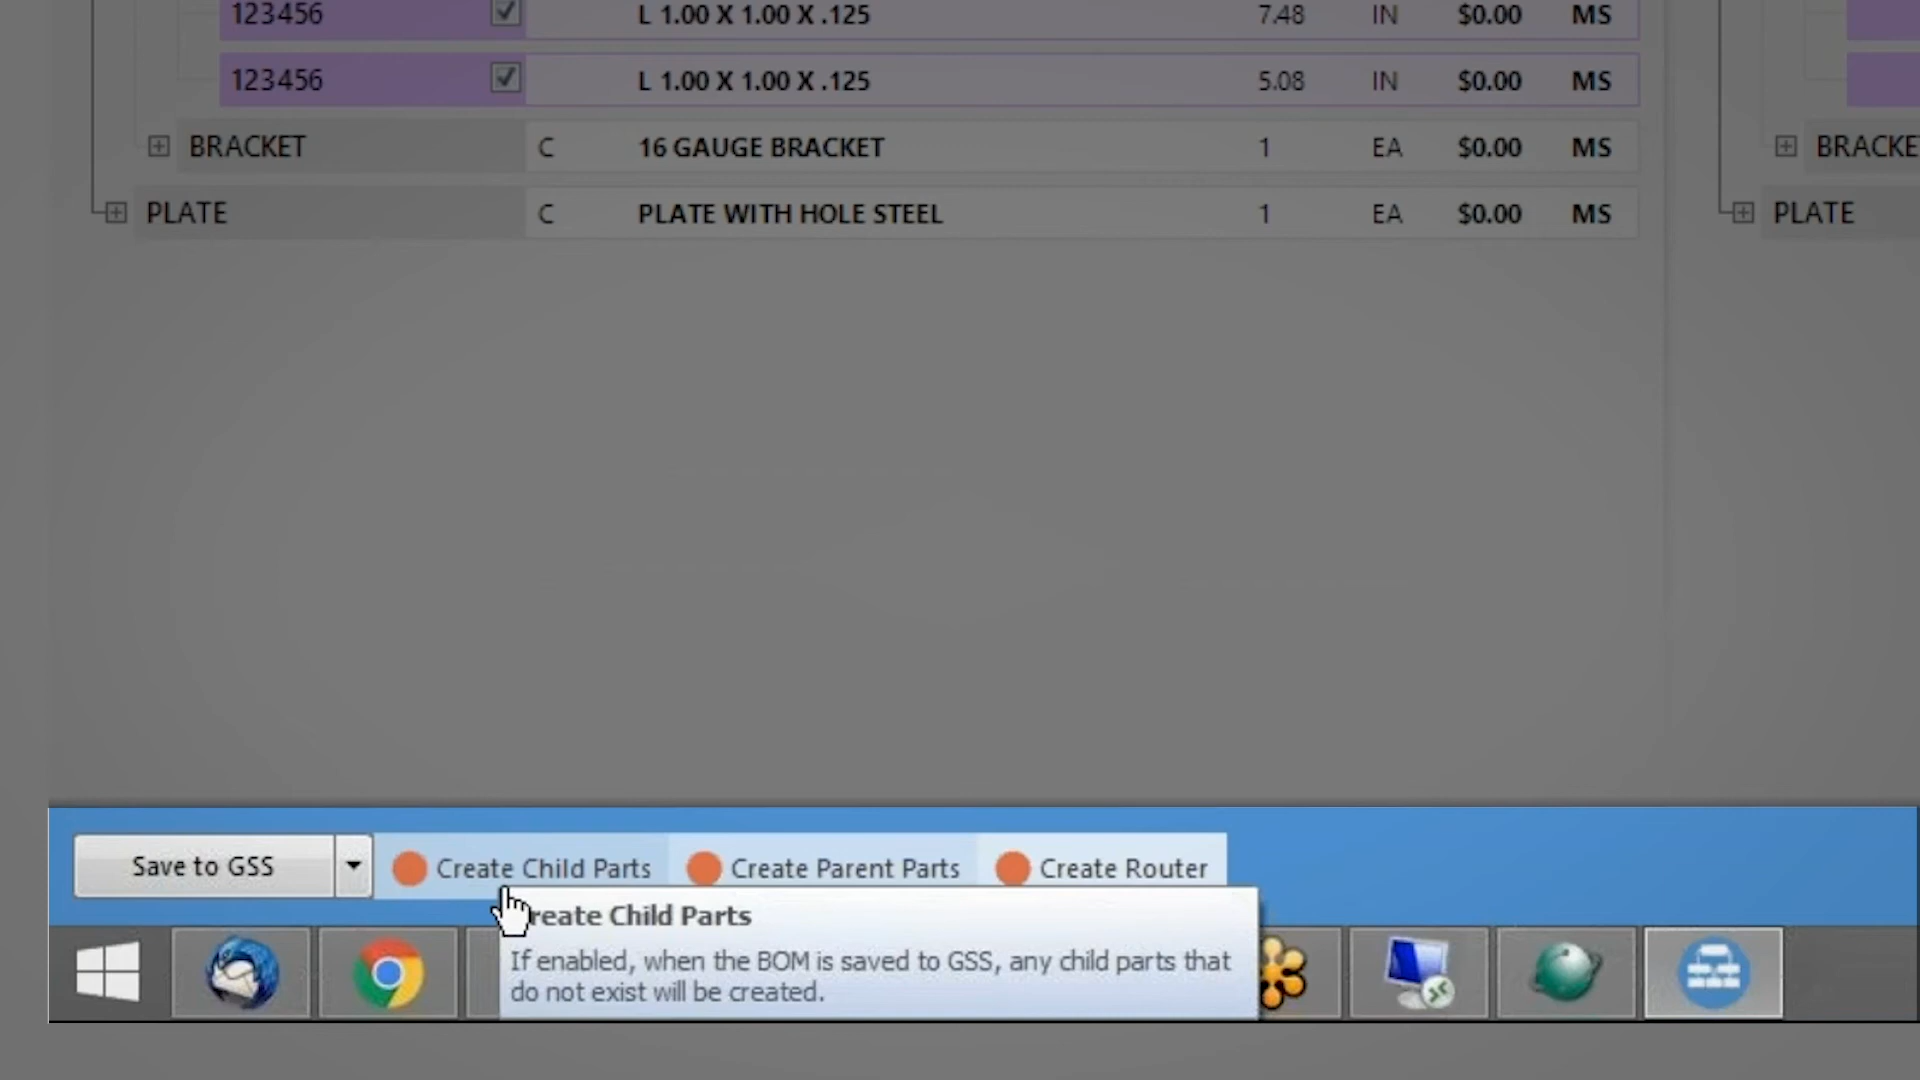 123456 L 1.00 X 1.00 X .125 7.48 IN $0.00 MS
123456 L 1.00 X 1.00 X .125 5.08 IN $0.00 MS
BRACKET C 16 GAUGE BRACKET 1 EA $0.00 MS BRACKE
PLATE C PLATE WITH HOLE STEEL 1 EA $0.00 MS PLATE
Save to GSS Create Child Parts Create Parent Parts Create Router
reate Child Parts
If enabled, when the BOM is saved to GSS, any child parts that
do not exist will be created.